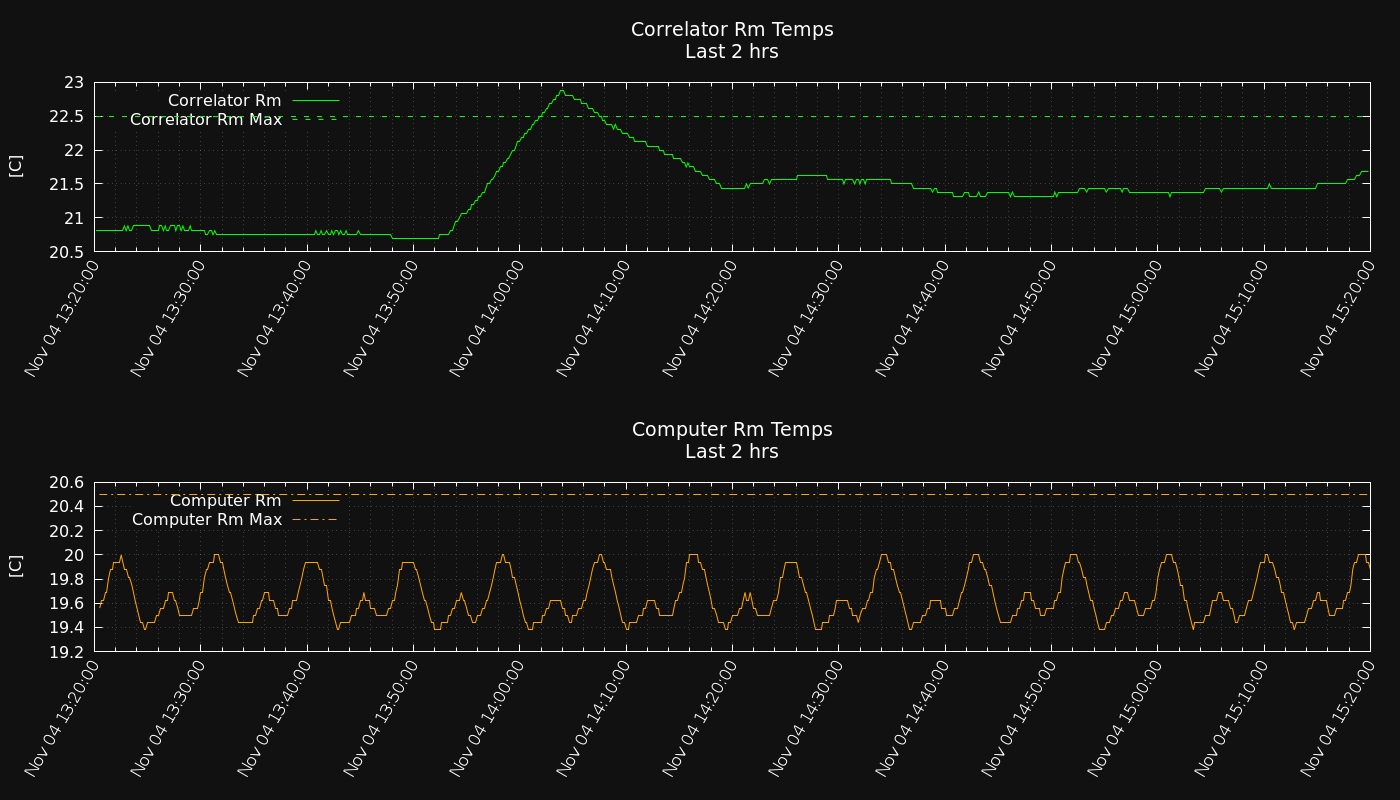 Correlator Rm Temps
Last 2 hrs
[C]
23
22.5
22
21.5
21
20.5
Correlator Rm
Correlator Rm Max
Nov 04 13:20:00
Nov 04 13:30:00
Nov 04 13:40:00
Nov 04 13:50:00
Nov 04 14:00:00
Nov 04 14:10:00
Nov 04 14:20:00
Nov 04 14:30:00
Nov 04 14:40:00
Nov 04 14:50:00
Nov 04 15:00:00
Nov 04 15:10:00
Nov 04 15:20:00
Computer Rm Temps
Last 2 hrs
[C]
20.6
20.4
20.2
20
19.8
19.6
19.4
19.2
Computer Rm
Computer Rm Max
Nov 04 13:20:00
Nov 04 13:30:00
Nov 04 13:40:00
Nov 04 13:50:00
Nov 04 14:00:00
Nov 04 14:10:00
Nov 04 14:20:00
Nov 04 14:30:00
Nov 04 14:40:00
Nov 04 14:50:00
Nov 04 15:00:00
Nov 04 15:10:00
Nov 04 15:20:00